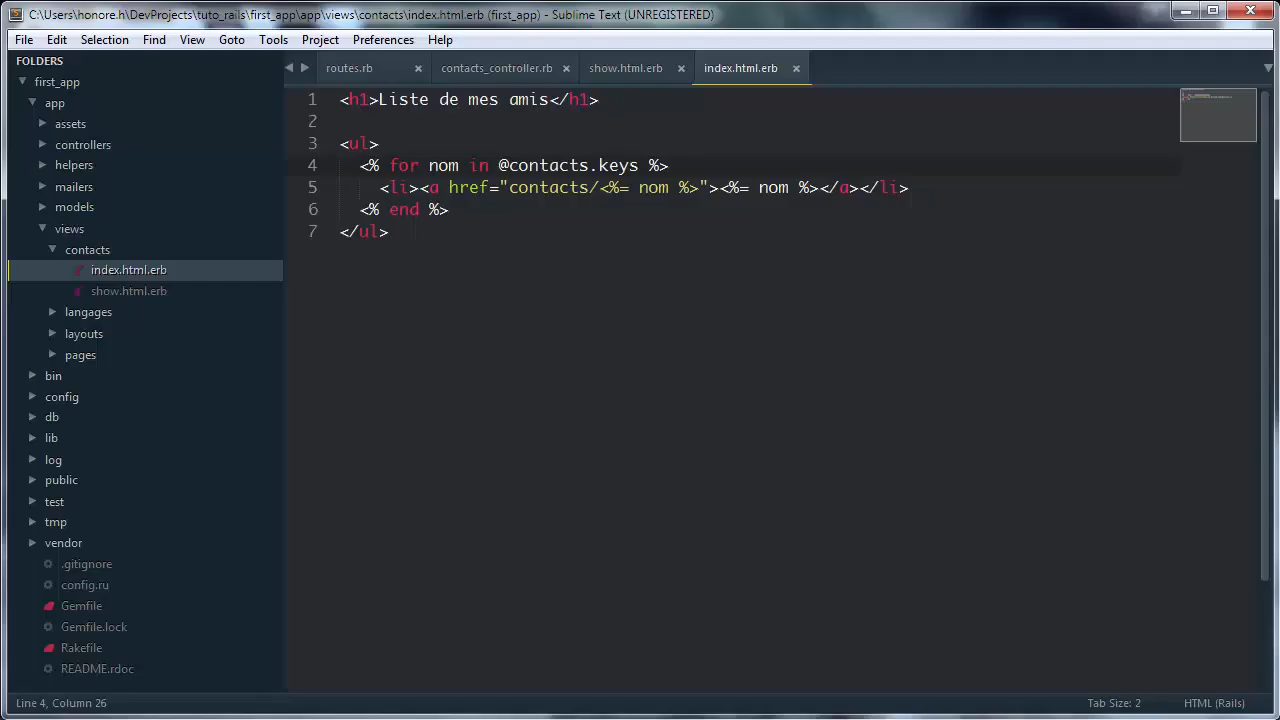 C:\Users\honore.h\DevProjects\tuto_rails\first_app\app\views\contacts\index.html.erb (first_app) - Sublime Text (UNREGISTERED)
File Edit Selection Find View Goto Tools Project Preferences Help
FOLDERS
first_app
app
assets
controllers
helpers
mailers
models
views
contacts
index.html.erb
show.html.erb
langages
layouts
pages
bin
config
db
lib
log
public
test
tmp
vendor
.gitignore
config.ru
Gemfile
Gemfile.lock
Rakefile
README.rdoc
routes.rb × contacts_controller.rb × show.html.erb × index.html.erb ×
1 <h1>Liste de mes amis</h1>
2
3 <ul>
4 <% for nom in @contacts.keys %>
5 <li><a href="contacts/<%= nom %>"><%= nom %></a></li>
6 <% end %>
7 </ul>
Line 4, Column 26 Tab Size: 2 HTML (Rails)